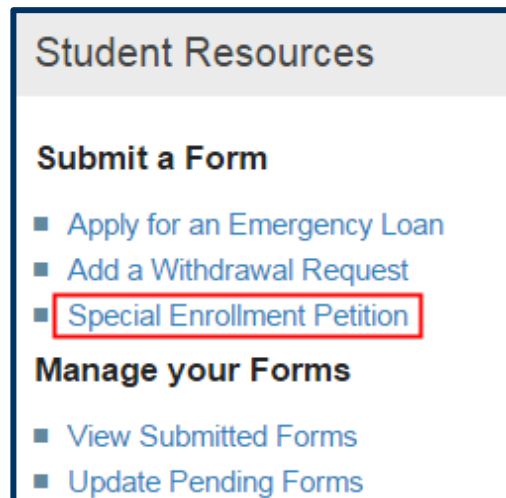 Student Resources
Submit a Form
Apply for an Emergency Loan
Add a Withdrawal Request
Special Enrollment Petition
Manage your Forms
View Submitted Forms
Update Pending Forms